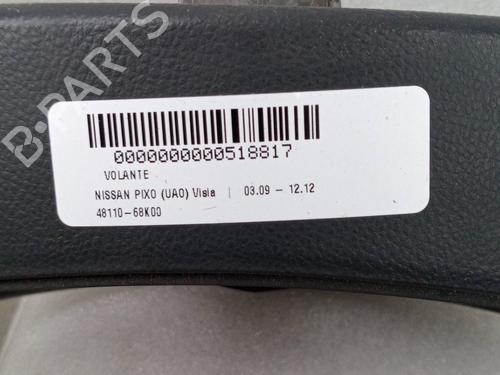 B-PARTS
0000000000518817
VOLANTE
NISSAN PIXO (UA0) Visia | 03.09 - 12.12
48110-68K00